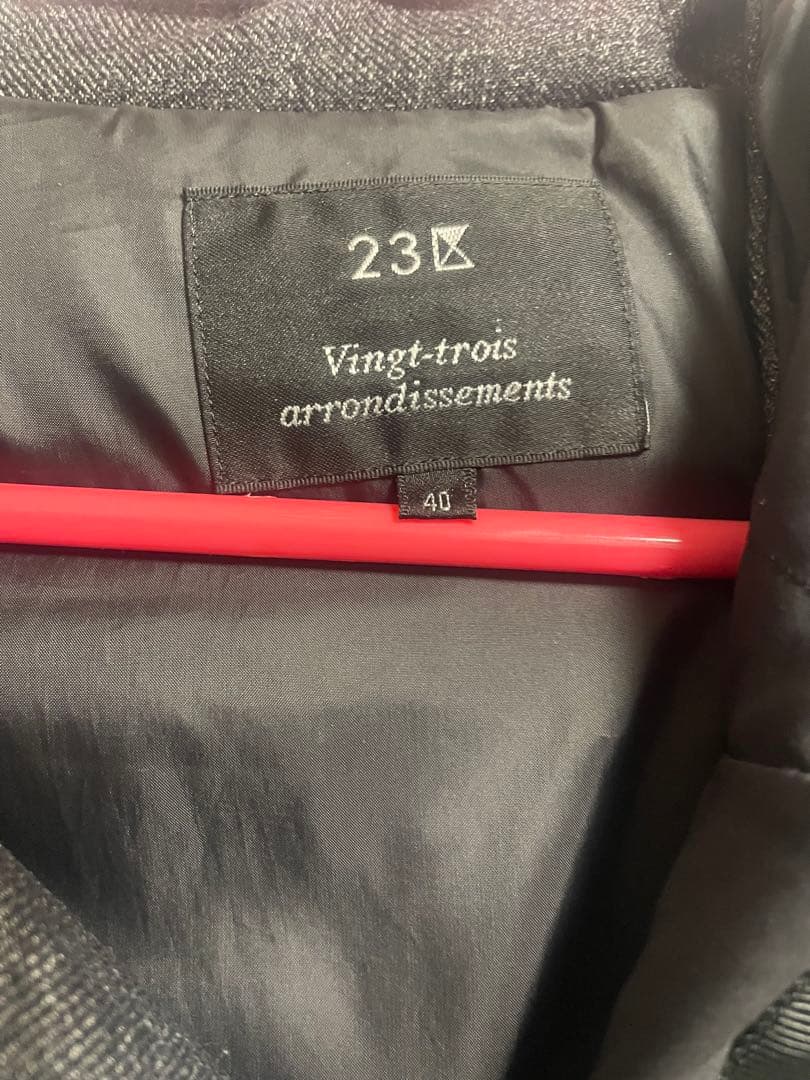 23区
Vingt-trois
arrondissements
40